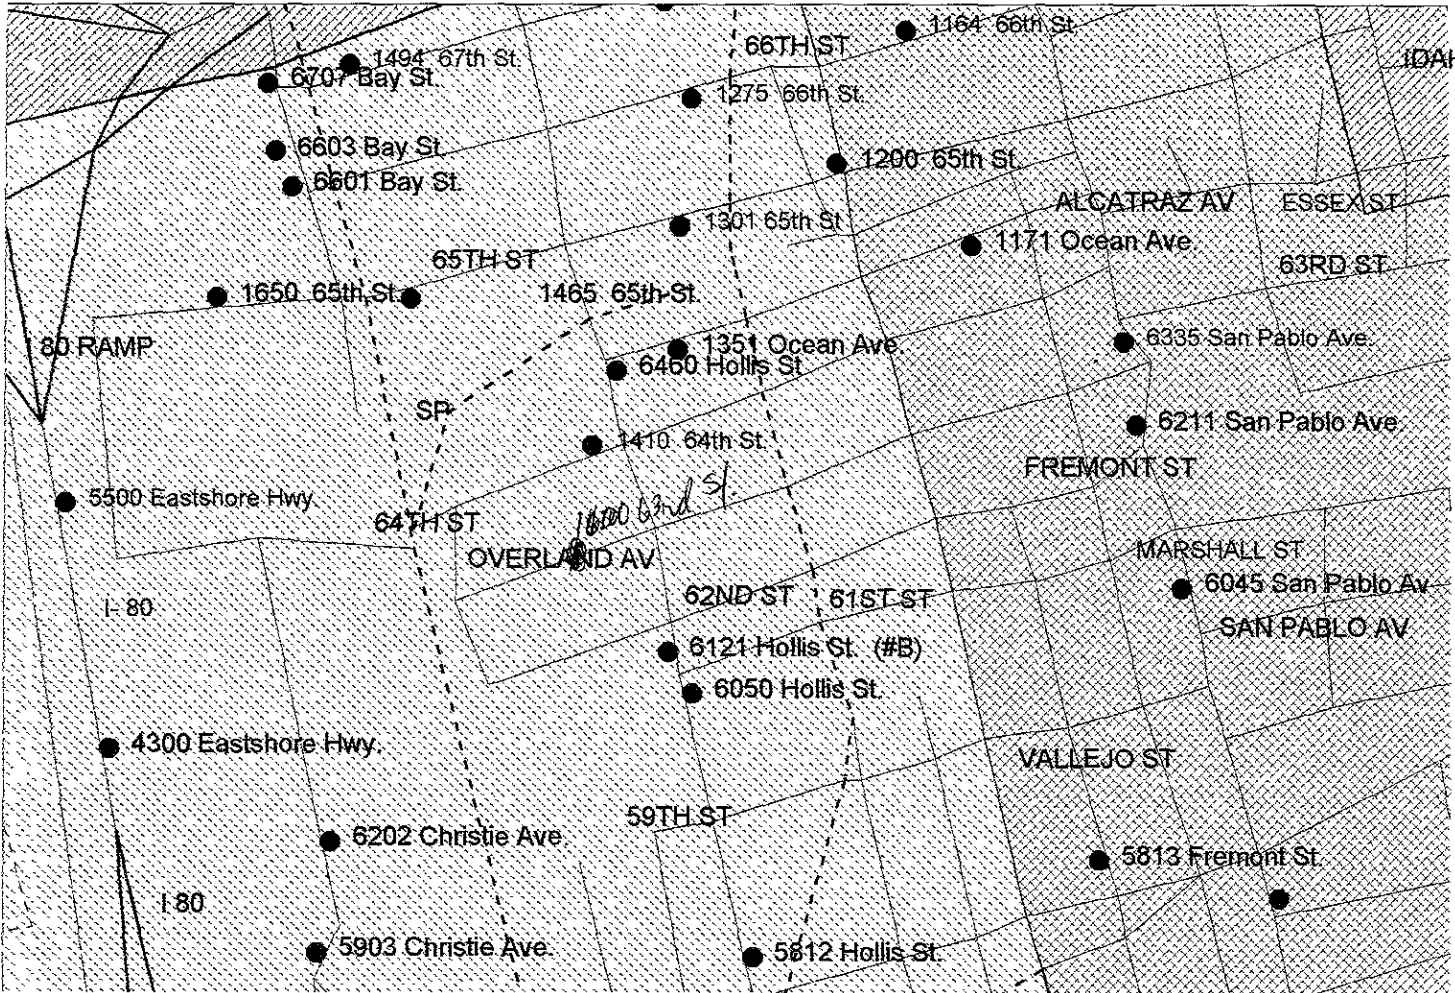 1164 66th St.
66TH ST
1494 67th St.
6707 Bay St.
1275 66th St.
6603 Bay St.
1200 65th St.
6601 Bay St.
ALCATRAZ AV
ESSEX ST
1301 65th St
1171 Ocean Ave.
65TH ST
63RD ST
1650 65th St.
1465 65th St.
I 80 RAMP
1351 Ocean Ave.
6335 San Pablo Ave.
6460 Hollis St
SP
6211 San Pablo Ave.
1410 64th St.
FREMONT ST
5500 Eastshore Hwy.
63rd St.
64TH ST
OVERLAND AV
MARSHALL ST
6045 San Pablo Av
62ND ST
61ST ST
I- 80
SAN PABLO AV
6121 Hollis St. (#B)
6050 Hollis St.
4300 Eastshore Hwy.
VALLEJO ST
59TH ST
6202 Christie Ave.
5813 Fremont St.
I 80
5903 Christie Ave.
5812 Hollis St.